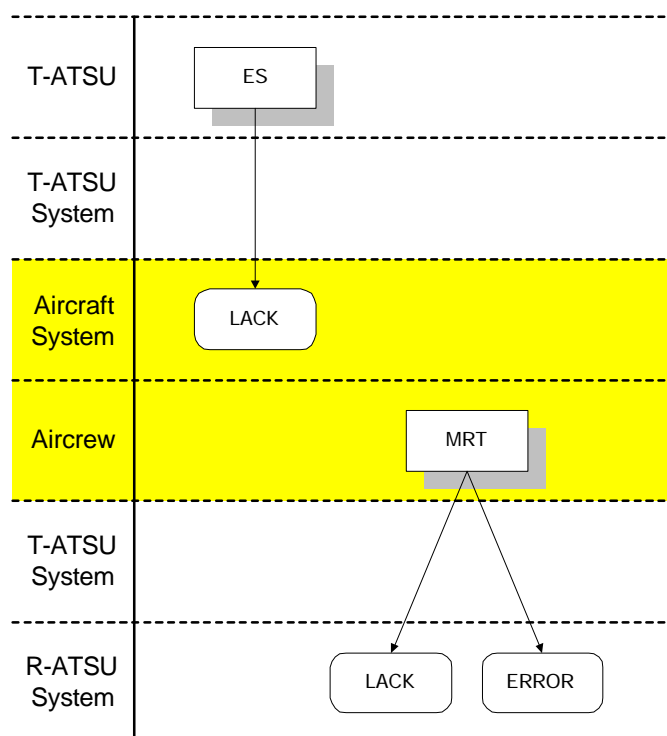 T-ATSU
ES
T-ATSU
System
Aircraft
System
LACK
Aircrew
MRT
T-ATSU
System
R-ATSU
System
LACK
ERROR